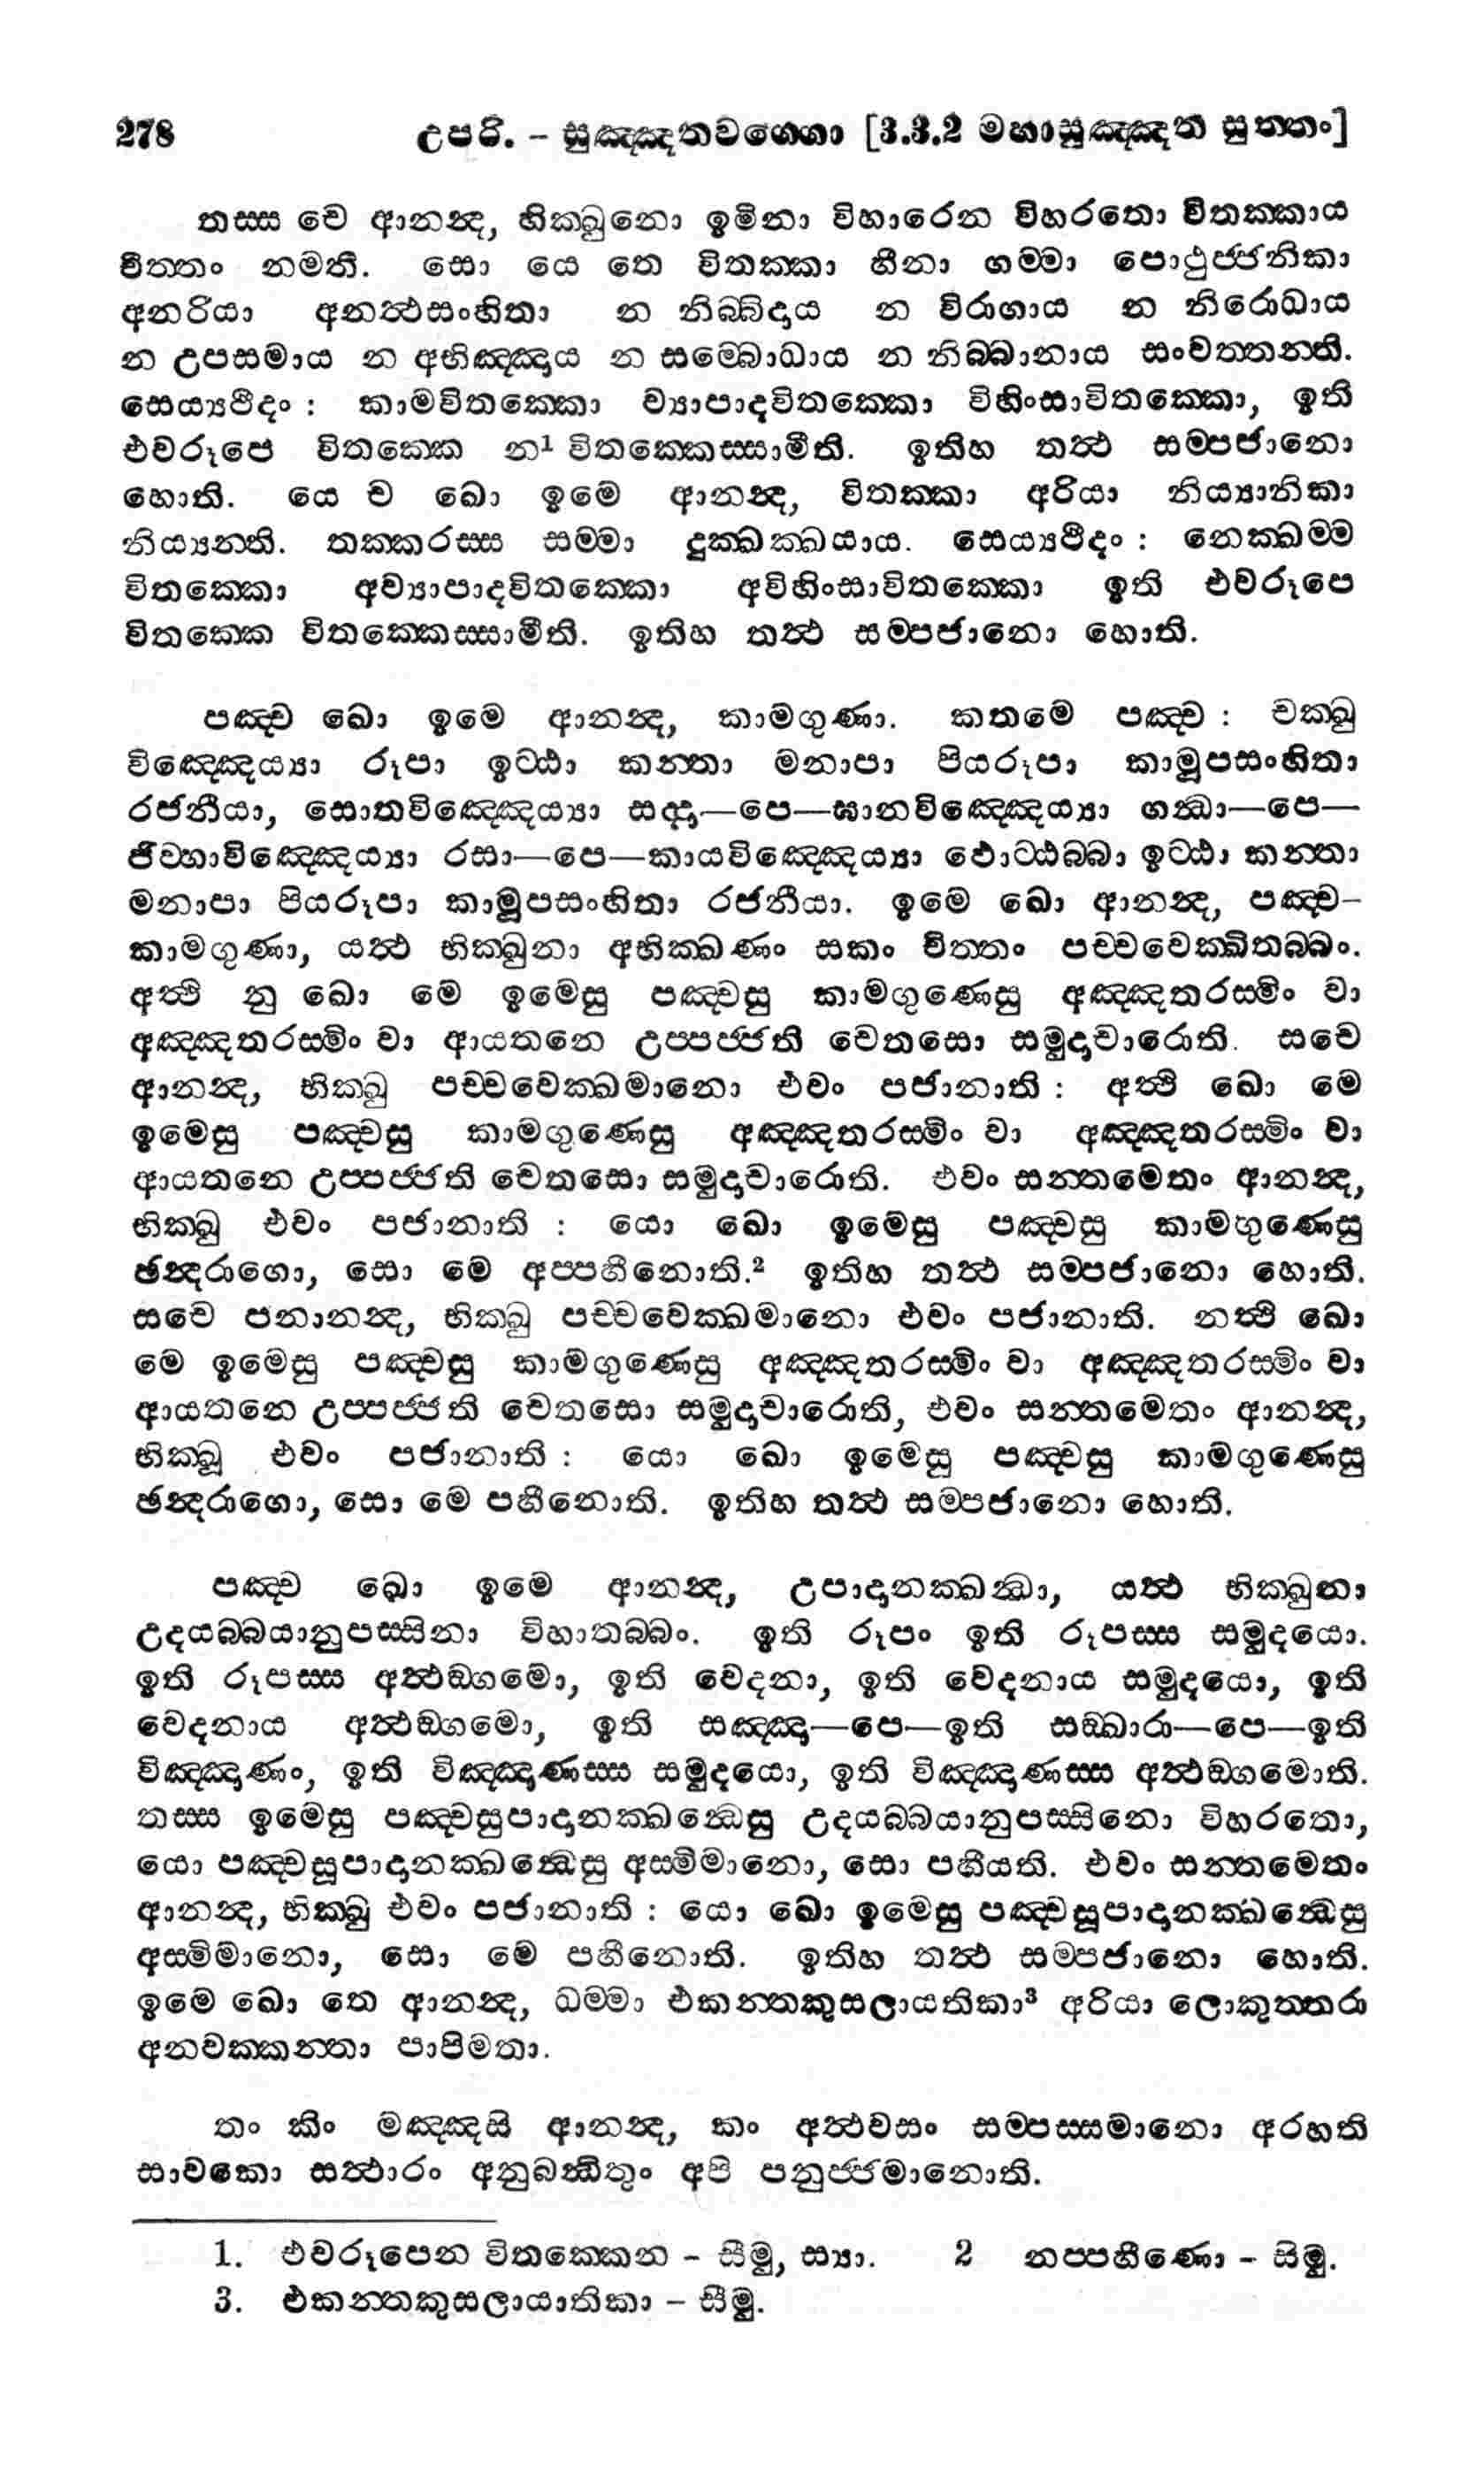 278 උපරි. - සුඤ්ඤතවග්ගො [3.3.2 මහාසුඤ්ඤත සුත්තං]
තස්ස චෙ ආනන්ද, භික්ඛුනො ඉමිනා විහාරෙන විහරතො විතක්කාය
චිත්තං නමති. සො යෙ තෙ විතක්කා හීනා ගම්මා පොථුජ්ජනිකා
අනරියා අනත්ථසංහිතා න නිබ්බිදාය න විරාගාය න නිරොධාය
න උපසමාය න අභිඤ්ඤාය න සම්බොධාය න නිබ්බානාය සංවත්තන්ති.
සෙය්‍යථිදං : කාමවිතක්කො ව්‍යාපාදවිතක්කො විහිංසාවිතක්කො, ඉති
එවරූපෙ විතක්කෙ න¹ විතක්කෙස්සාමීති. ඉතිහ තත්ථ සම්පජානො
හොති. යෙ ච ඛො ඉමෙ ආනන්ද, විතක්කා අරියා නිය්‍යානිකා
නිය්‍යන්ති. තක්කරස්ස සම්මා දුක්ඛක්ඛයාය. සෙය්‍යථිදං : නෙක්ඛම්ම
විතක්කො අව්‍යාපාදවිතක්කො අවිහිංසාවිතක්කො ඉති එවරූපෙ
විතක්කෙ විතක්කෙස්සාමීති. ඉතිහ තත්ථ සම්පජානො හොති.
පඤ්ච ඛො ඉමෙ ආනන්ද, කාමගුණා. කතමෙ පඤ්ච : චක්ඛු
විඤ්ඤෙය්‍යා රූපා ඉට්ඨා කන්තා මනාපා පියරූපා කාමූපසංහිතා
රජනීයා, සොතවිඤ්ඤෙය්‍යා සද්දා—පෙ—ඝානවිඤ්ඤෙය්‍යා ගන්ධා—පෙ—
ජිව්හාවිඤ්ඤෙය්‍යා රසා—පෙ—කායවිඤ්ඤෙය්‍යා ඵොට්ඨබ්බා ඉට්ඨා කන්තා
මනාපා පියරූපා කාමූපසංහිතා රජනීයා. ඉමෙ ඛො ආනන්ද, පඤ්ච-
කාමගුණා, යත්ථ භික්ඛුනා අභික්ඛණං සකං චිත්තං පච්චවෙක්ඛිතබ්බං.
අත්ථි නු ඛො මෙ ඉමෙසු පඤ්චසු කාමගුණෙසු අඤ්ඤතරස්මිං වා
අඤ්ඤතරස්මිං වා ආයතනෙ උප්පජ්ජති චෙතසො සමුදාචාරොති. සචෙ
ආනන්ද, භික්ඛු පච්චවෙක්ඛමානො එවං පජානාති : අත්ථි ඛො මෙ
ඉමෙසු පඤ්චසු කාමගුණෙසු අඤ්ඤතරස්මිං වා අඤ්ඤතරස්මිං වා
ආයතනෙ උප්පජ්ජති චෙතසො සමුදාචාරොති. එවං සන්තමෙතං ආනන්ද,
භික්ඛු එවං පජානාති : යො ඛො ඉමෙසු පඤ්චසු කාමගුණෙසු
ඡන්දරාගො, සො මෙ අප්පහීනොති.² ඉතිහ තත්ථ සම්පජානො හොති.
සචෙ පනානන්ද, භික්ඛු පච්චවෙක්ඛමානො එවං පජානාති. නත්ථි ඛො
මෙ ඉමෙසු පඤ්චසු කාමගුණෙසු අඤ්ඤතරස්මිං වා අඤ්ඤතරස්මිං වා
ආයතනෙ උප්පජ්ජති චෙතසො සමුදාචාරොති, එවං සන්තමෙතං ආනන්ද,
භික්ඛූ එවං පජානාති : යො ඛො ඉමෙසු පඤ්චසු කාමගුණෙසු
ඡන්දරාගො, සො මෙ පහීනොති. ඉතිහ තත්ථ සම්පජානො හොති.
පඤ්ච ඛො ඉමෙ ආනන්ද, උපාදානක්ඛන්ධා, යත්ථ භික්ඛුනා
උදයබ්බයානුපස්සිනා විහාතබ්බං. ඉති රූපං ඉති රූපස්ස සමුදයො.
ඉති රූපස්ස අත්ථඞ්ගමො, ඉති වෙදනා, ඉති වෙදනාය සමුදයො, ඉති
වෙදනාය අත්ථඞ්ගමො, ඉති සඤ්ඤා—පෙ—ඉති සඞ්ඛාරා—පෙ—ඉති
විඤ්ඤාණං, ඉති විඤ්ඤාණස්ස සමුදයො, ඉති විඤ්ඤාණස්ස අත්ථඞ්ගමොති.
තස්ස ඉමෙසු පඤ්චසුපාදානක්ඛන්ධෙසු උදයබ්බයානුපස්සිනො විහරතො,
යො පඤ්චසූපාදානක්ඛන්ධෙසු අස්මිමානො, සො පහීයති. එවං සන්තමෙතං
ආනන්ද, භික්ඛු එවං පජානාති : යො ඛො ඉමෙසු පඤ්චසූපාදානක්ඛන්ධෙසු
අස්මිමානො, සො මෙ පහීනොති. ඉතිහ තත්ථ සම්පජානො හොති.
ඉමෙ ඛො තෙ ආනන්ද, ධම්මා එකන්තකුසලායතිකා³ අරියා ලොකුත්තරා
අනවක්කන්තා පාපිමතා.
තං කිං මඤ්ඤසි ආනන්ද, කං අත්ථවසං සම්පස්සමානො අරහති
සාවකො සත්ථාරං අනුබන්ධිතුං අපි පනුජ්ජමානොති.
1. එවරූපෙන විතක්කෙන - සීමු, ස්‍යා. 2 නප්පහීණො - සිමු.
3. එකන්තකුසලායාතිකා - සීමු.